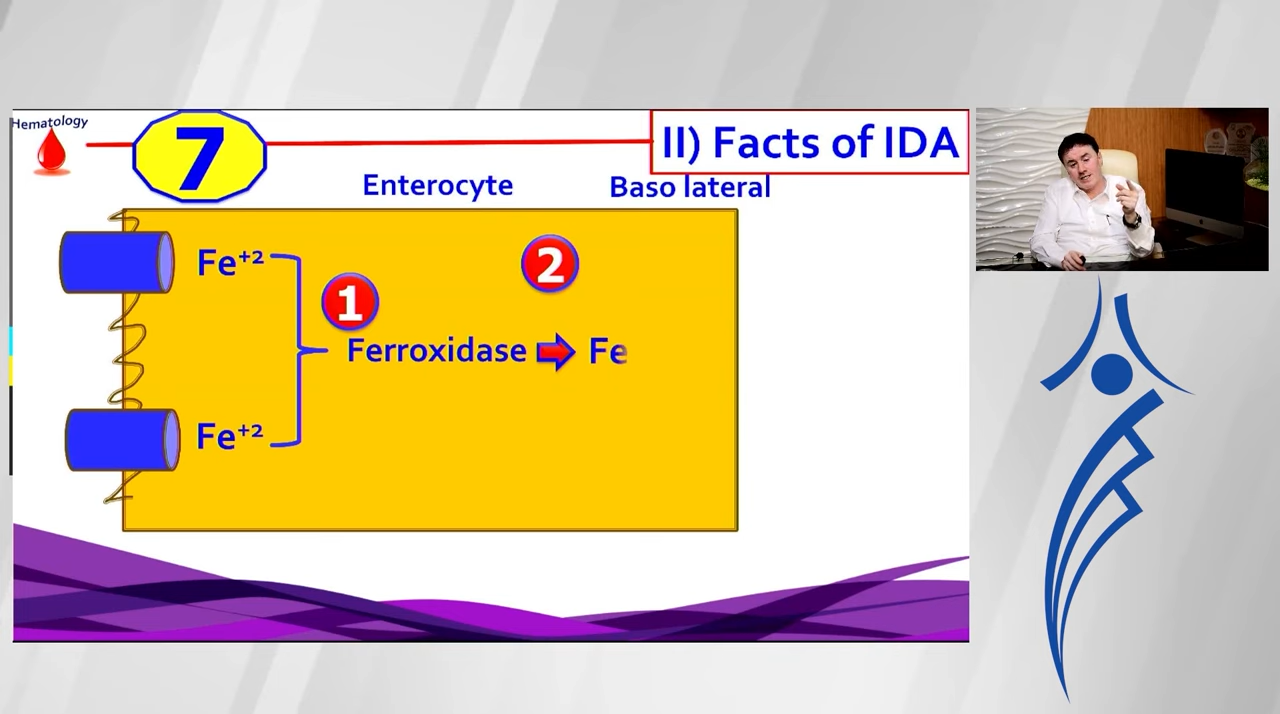 Hematology
7
II) Facts of IDA
Enterocyte
Baso lateral
Fe+2
2
1
Ferroxidase Fe
Fe+2